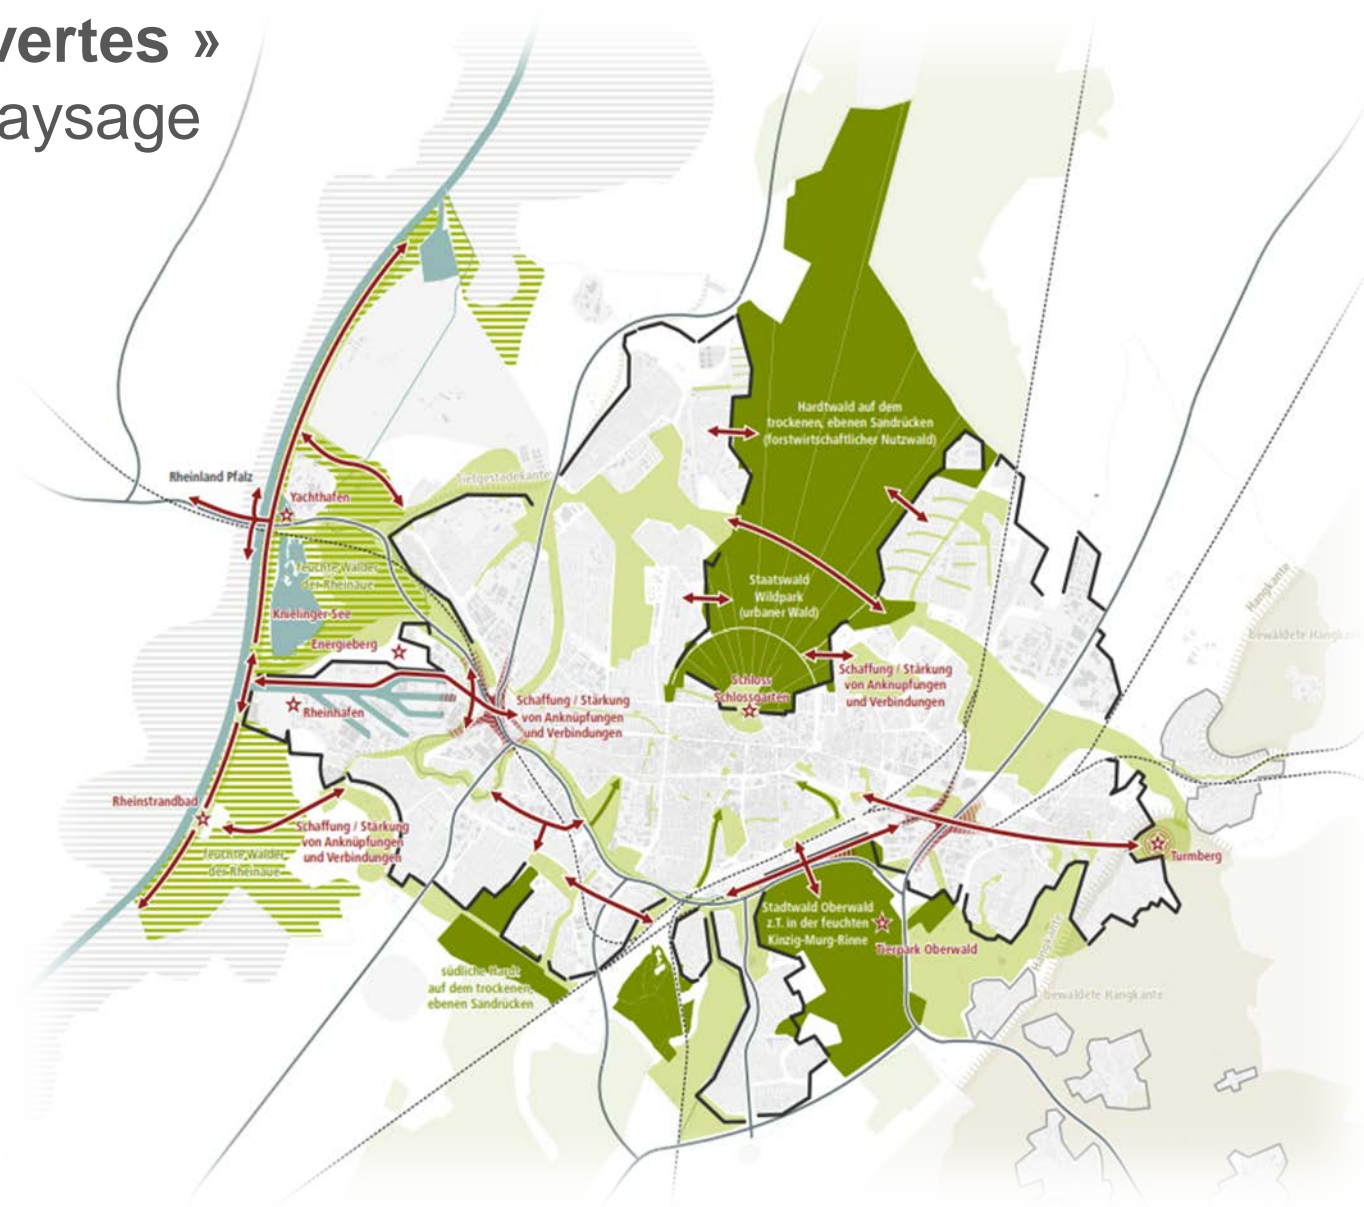 vertes »
aysage
Hardtwald auf dem
trockenen, ebenen Sandrücken
(forstwirtschaftlicher Nutzwald)
Tiefgestadekante
Rheinland Pfalz
Yachthafen
feuchte Wälder
der Rheinaue
Knielinger See
Energieberg
Rheinhafen
Staatswald
Wildpark
(urbaner Wald)
Hangkante
bewaldete Hangkan
Schaffung / Stärkung
von Anknüpfungen
und Verbindungen
Schloss
Schlossgarten
Schaffung / Stärkung
von Anknüpfungen
und Verbindungen
Rheinstrandbad
Schaffung / Stärkung
von Anknüpfungen
und Verbindungen
feuchte Wälder
der Rheinaue
Turmberg
Stadtwald Oberwald
z.T. in der feuchten
Kinzig-Murg-Rinne
Tierpark Oberwald
Hangkante
bewaldete Hangkante
südliche Hardt
auf dem trockenen,
ebenen Sandrücken